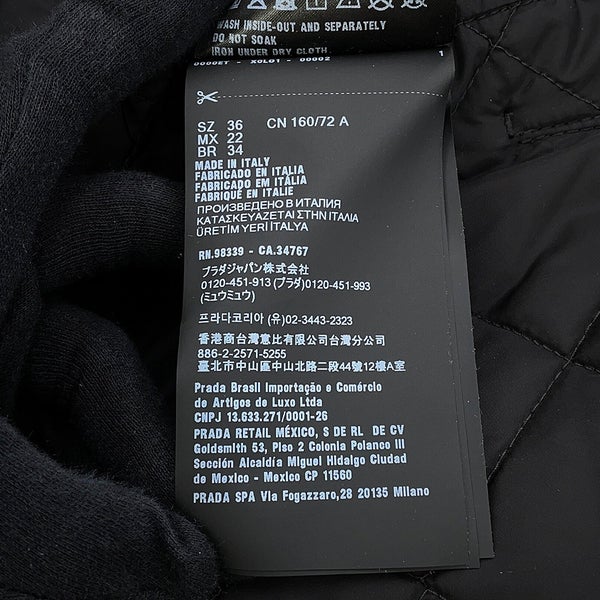 WASH INSIDE-OUT AND SEPARATELY
DO NOT SOAK
IRON UNDER DRY CLOTH.
0000ET - X0L01 - 00002 1
SZ 36 CN 160/72 A
MX 22
BR 34
MADE IN ITALY
FABRICADO EN ITALIA
FABRICADO EM ITÁLIA
FABRIQUÉ EN ITALIE
ПРОИЗВЕДЕНО В ИТАЛИЯ
ΚΑΤΑΣΚΕΥΑΖΕΤΑΙ ΣΤΗΝ ΙΤΑΛΙΑ
ÜRETİM YERİ İTALYA
RN.98339 - CA.34767
プラダジャパン株式会社
0120-451-913 (プラダ)0120-451-993
(ミュウミュウ)
프라다코리아 (유)02-3443-2323
香港商台灣意比有限公司台灣分公司
886-2-2571-5255
臺北市中山區中山北路二段44號12樓A室
Prada Brasil Importação e Comércio
de Artigos de Luxo Ltda
CNPJ 13.633.271/0001-26
PRADA RETAIL MÉXICO, S DE RL DE CV
Goldsmith 53, Piso 2 Colonia Polanco III
Sección Alcaldía Miguel Hidalgo Ciudad
de Mexico - Mexico CP 11560
PRADA SPA Via Fogazzaro,28 20135 Milano